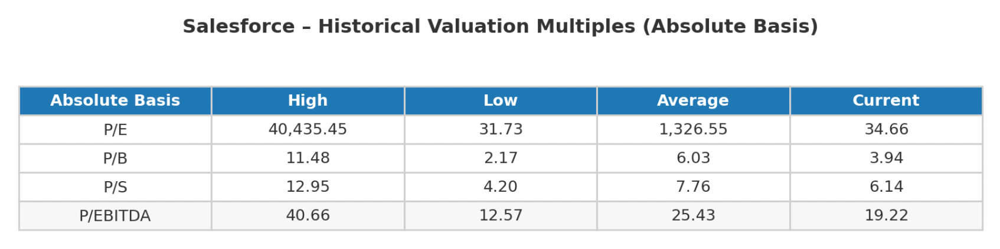 Salesforce – Historical Valuation Multiples (Absolute Basis)
Absolute Basis High Low Average Current
P/E 40,435.45 31.73 1,326.55 34.66
P/B 11.48 2.17 6.03 3.94
P/S 12.95 4.20 7.76 6.14
P/EBITDA 40.66 12.57 25.43 19.22